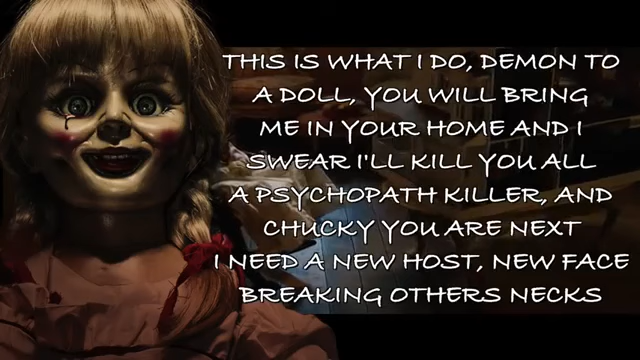 THIS IS WHAT I DO, DEMON TO
A DOLL, YOU WILL BRING
ME IN YOUR HOME AND I
SWEAR I'LL KILL YOU ALL
A PSYCHOPATH KILLER, AND
CHUCKY YOU ARE NEXT
I NEED A NEW HOST, NEW FACE
BREAKING OTHERS NECKS